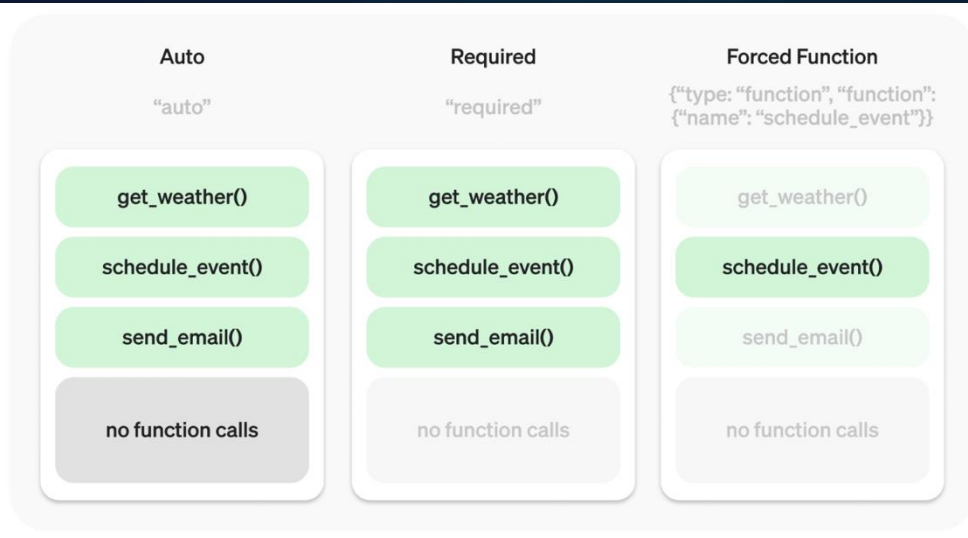 Auto
“auto”
get_weather()
schedule_event()
send_email()
no function calls
Required
“required”
get_weather()
schedule_event()
send_email()
no function calls
Forced Function
{“type: “function”, “function”:
{“name”: “schedule_event”}}
get_weather()
schedule_event()
send_email()
no function calls